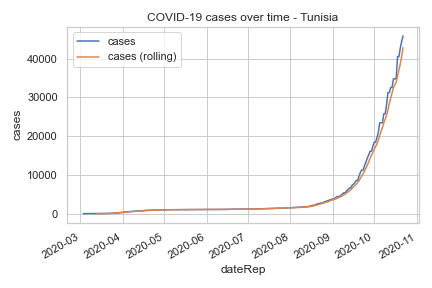 COVID-19 cases over time - Tunisia
cases
cases (rolling)
cases
40000
30000
20000
10000
0
2020-03
2020-04
2020-05
2020-06
2020-07
2020-08
2020-09
2020-10
2020-11
dateRep